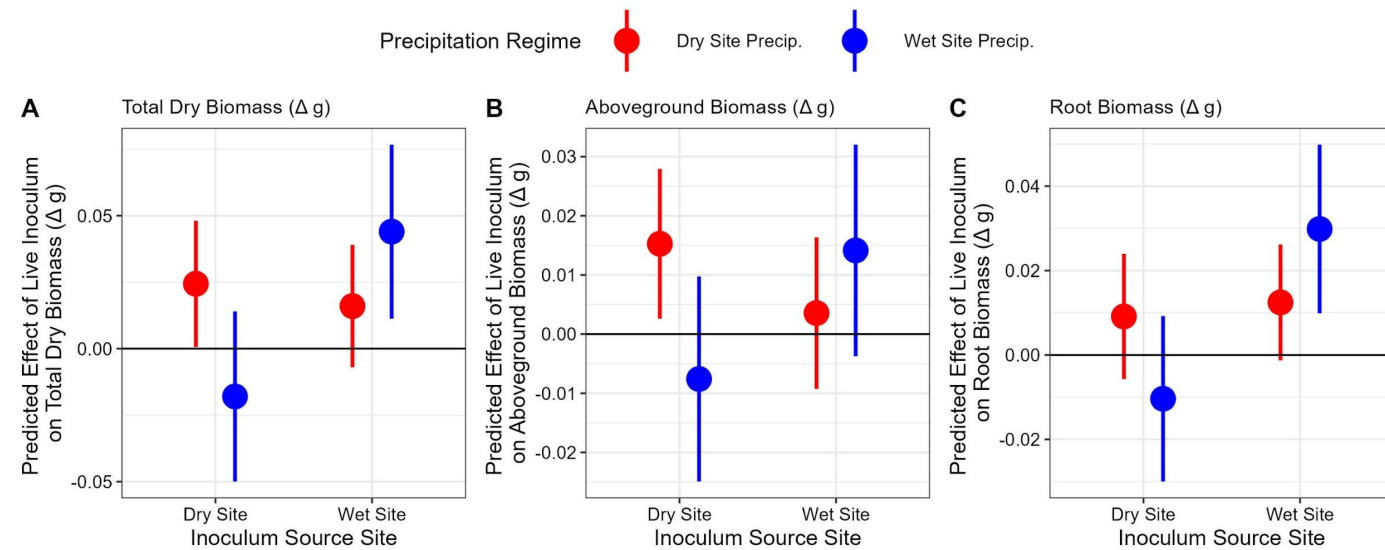 Precipitation Regime
Dry Site Precip.
Wet Site Precip.
A
Total Dry Biomass (Δ g)
Predicted Effect of Live Inoculum
on Total Dry Biomass (Δ g)
0.05
0.00
-0.05
Dry Site
Wet Site
Inoculum Source Site
B
Aboveground Biomass (Δ g)
Predicted Effect of Live Inoculum
on Aboveground Biomass (Δ g)
0.03
0.02
0.01
0.00
-0.01
-0.02
Dry Site
Wet Site
Inoculum Source Site
C
Root Biomass (Δ g)
Predicted Effect of Live Inoculum
on Root Biomass (Δ g)
0.04
0.02
0.00
-0.02
Dry Site
Wet Site
Inoculum Source Site